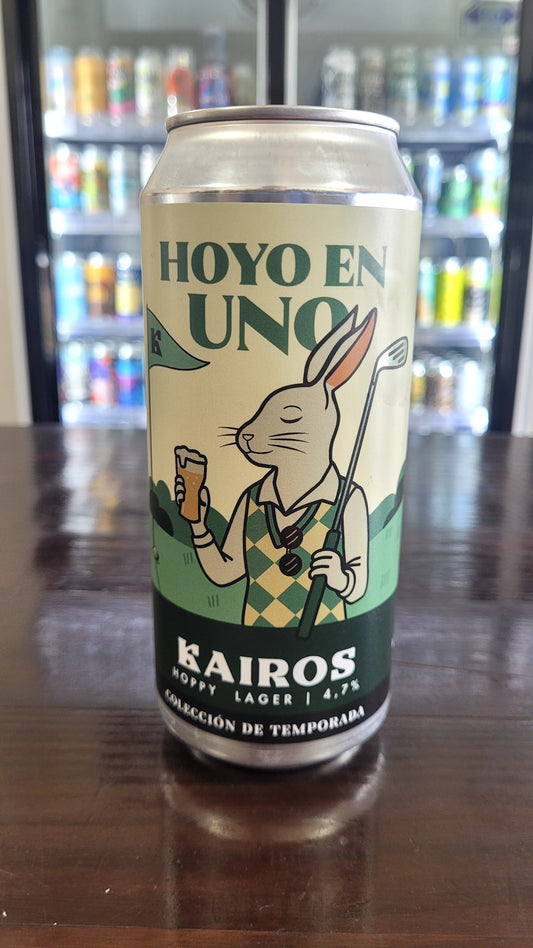 HOYO EN
UNO
K
KAIROS
HOPPY LAGER | 4,7%
COLECCIÓN DE TEMPORADA